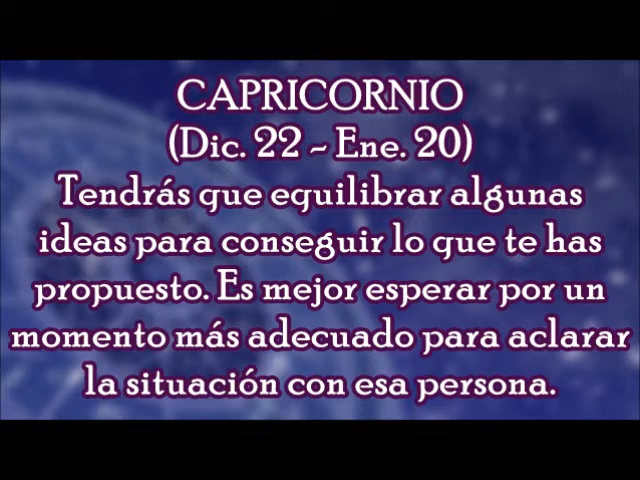 CAPRICORNIO
(Dic. 22 - Ene. 20)
Tendrás que equilibrar algunas
ideas para conseguir lo que te has
propuesto. Es mejor esperar por un
momento más adecuado para aclarar
la situación con esa persona.